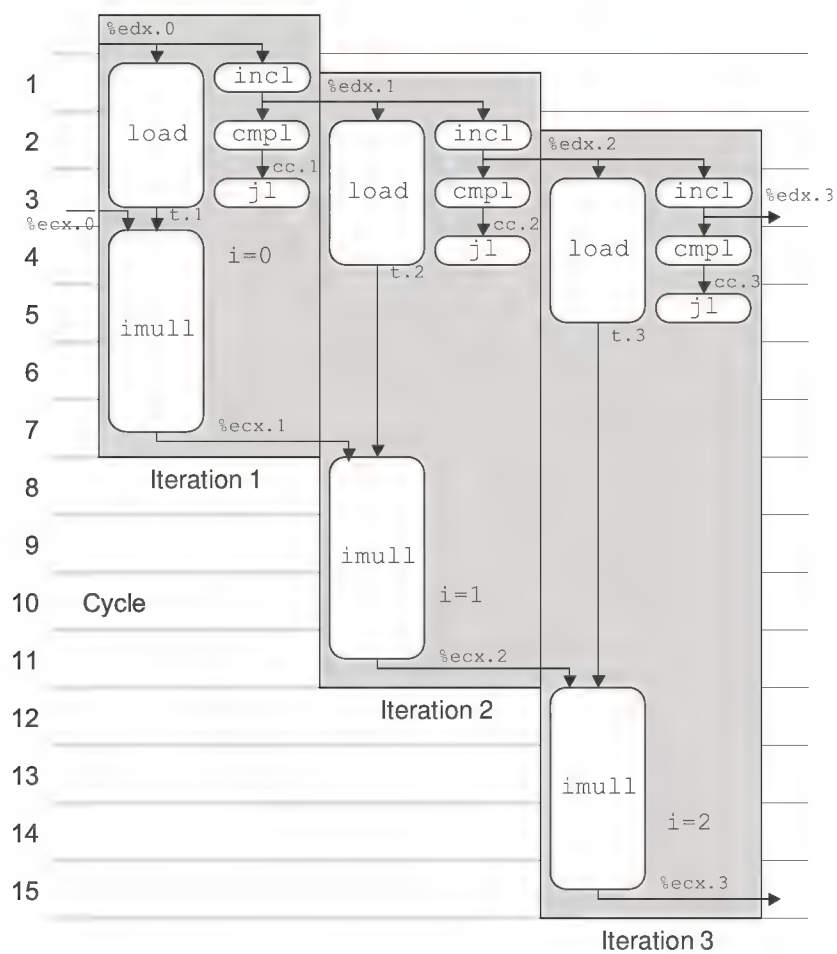 %edx.0
1
incl
%edx.1
load
2
cmpl
load
incl
%edx.2
cc.1
3
jl
cmpl
load
incl
%edx.3
%ecx.0
t.1
cc.2
4
i=0
jl
cmpl
t.2
cc.3
5
imull
jl
t.3
6
7
%ecx.1
Iteration 1
8
9
imull
10
Cycle
i=1
11
%ecx.2
Iteration 2
12
13
imull
14
i=2
15
%ecx.3
Iteration 3